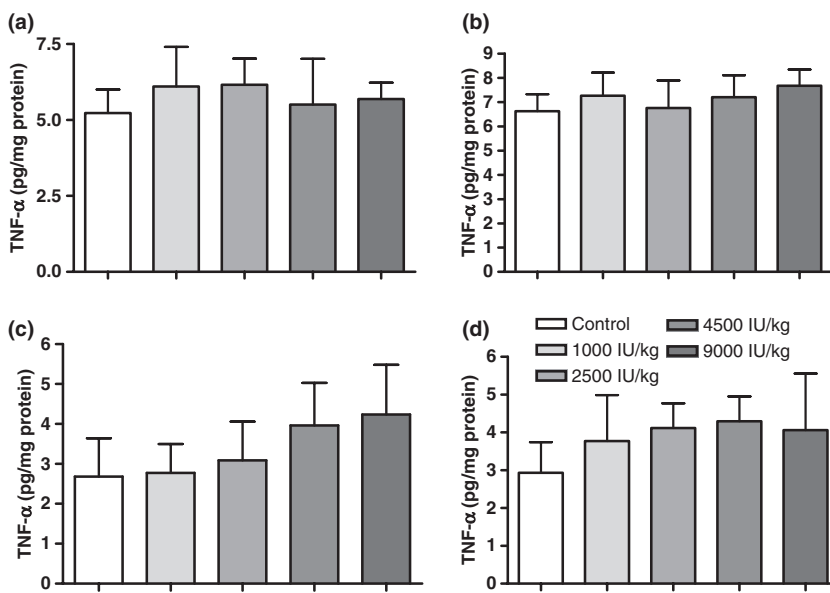 (a)
7.5
5.0
2.5
0.0
TNF-α (pg/mg protein)
(b)
9
8
7
6
5
4
3
2
1
0
TNF-α (pg/mg protein)
(c)
6
5
4
3
2
1
0
TNF-α (pg/mg protein)
(d)
Control
1000 IU/kg
2500 IU/kg
4500 IU/kg
9000 IU/kg
6
5
4
3
2
1
0
TNF-α (pg/mg protein)